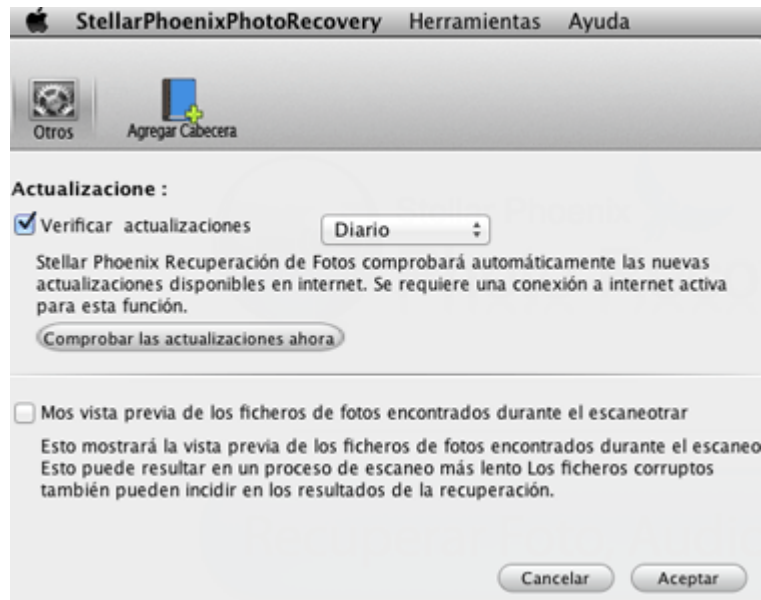 StellarPhoenixPhotoRecovery Herramientas Ayuda
Otros Agregar Cabecera
Actualizacione :
Verificar actualizaciones Diario
Stellar Phoenix Recuperación de Fotos comprobará automáticamente las nuevas
actualizaciones disponibles en internet. Se requiere una conexión a internet activa
para esta función.
Comprobar las actualizaciones ahora
Mos vista previa de los ficheros de fotos encontrados durante el escaneotrar
Esto mostrará la vista previa de los ficheros de fotos encontrados durante el escaneo
Esto puede resultar en un proceso de escaneo más lento Los ficheros corruptos
también pueden incidir en los resultados de la recuperación.
Cancelar Aceptar